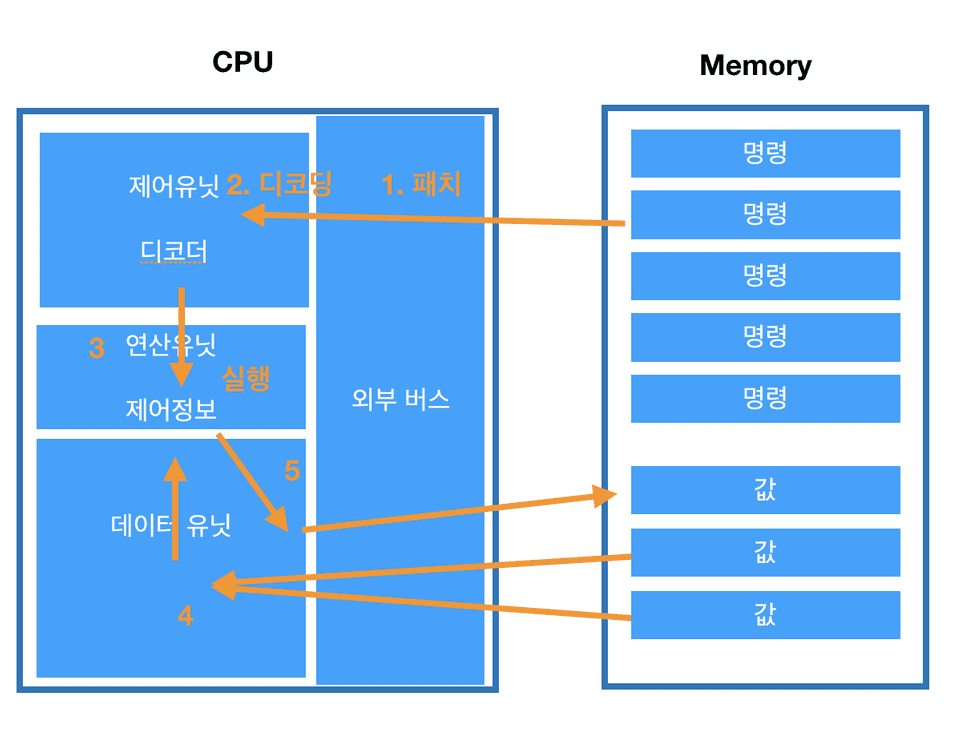 CPU
Memory
제어유닛
2. 디코딩
1. 패치
디코더
3
연산유닛
실행
제어정보
5
데이터 유닛
4
외부 버스
명령
명령
명령
명령
명령
값
값
값